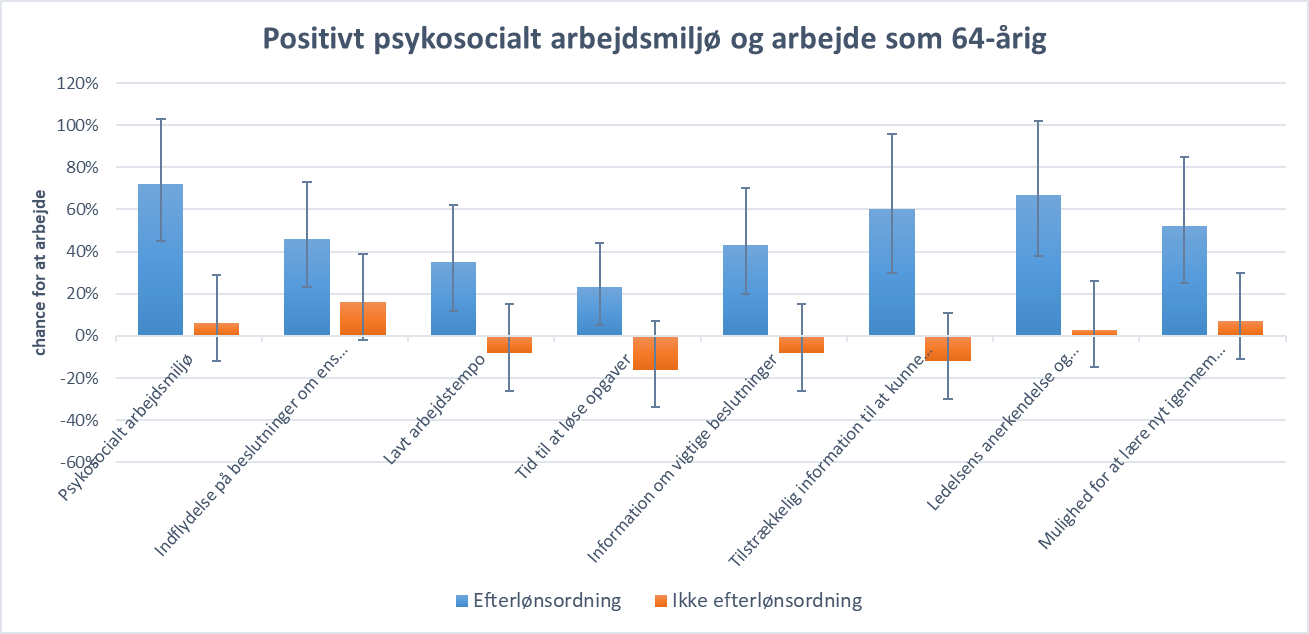 Positivt psykosocialt arbejdsmiljø og arbejde som 64-årig
chance for at arbejde
120%
100%
80%
60%
40%
20%
0%
-20%
-40%
-60%
Psykosocialt arbejdsmiljø
Indflydelse på beslutninger om ens...
Lavt arbejdstempo
Tid til at løse opgaver
Information om vigtige beslutninger
Tilstrækkelig information til at kunne...
Ledelsens anerkendelse og...
Mulighed for at lære nyt igennem...
Efterlønsordning
Ikke efterlønsordning